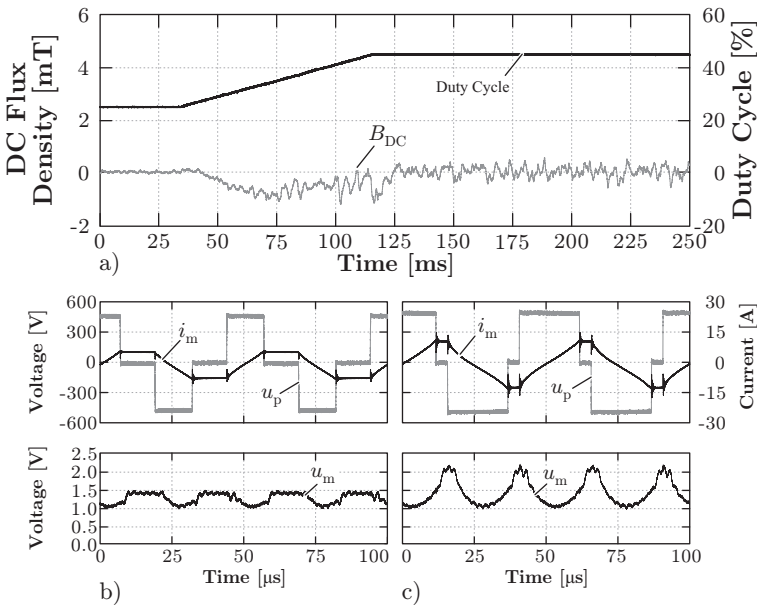 6
4
2
0
-2
DC Flux
Density [mT]
60
40
20
0
-20
Duty Cycle [%]
Duty Cycle
B_DC
0 25 50 75 100 125 150 175 200 225 250
a) Time [ms]
600
300
0
-300
-600
Voltage [V]
i_m
u_p
i_m
u_p
30
15
0
-15
-30
Current [A]
2.5
2.0
1.5
1.0
0.5
0.0
Voltage [V]
u_m
u_m
0 25 50 75 100
0 25 50 75 100
Time [µs]
Time [µs]
b)
c)